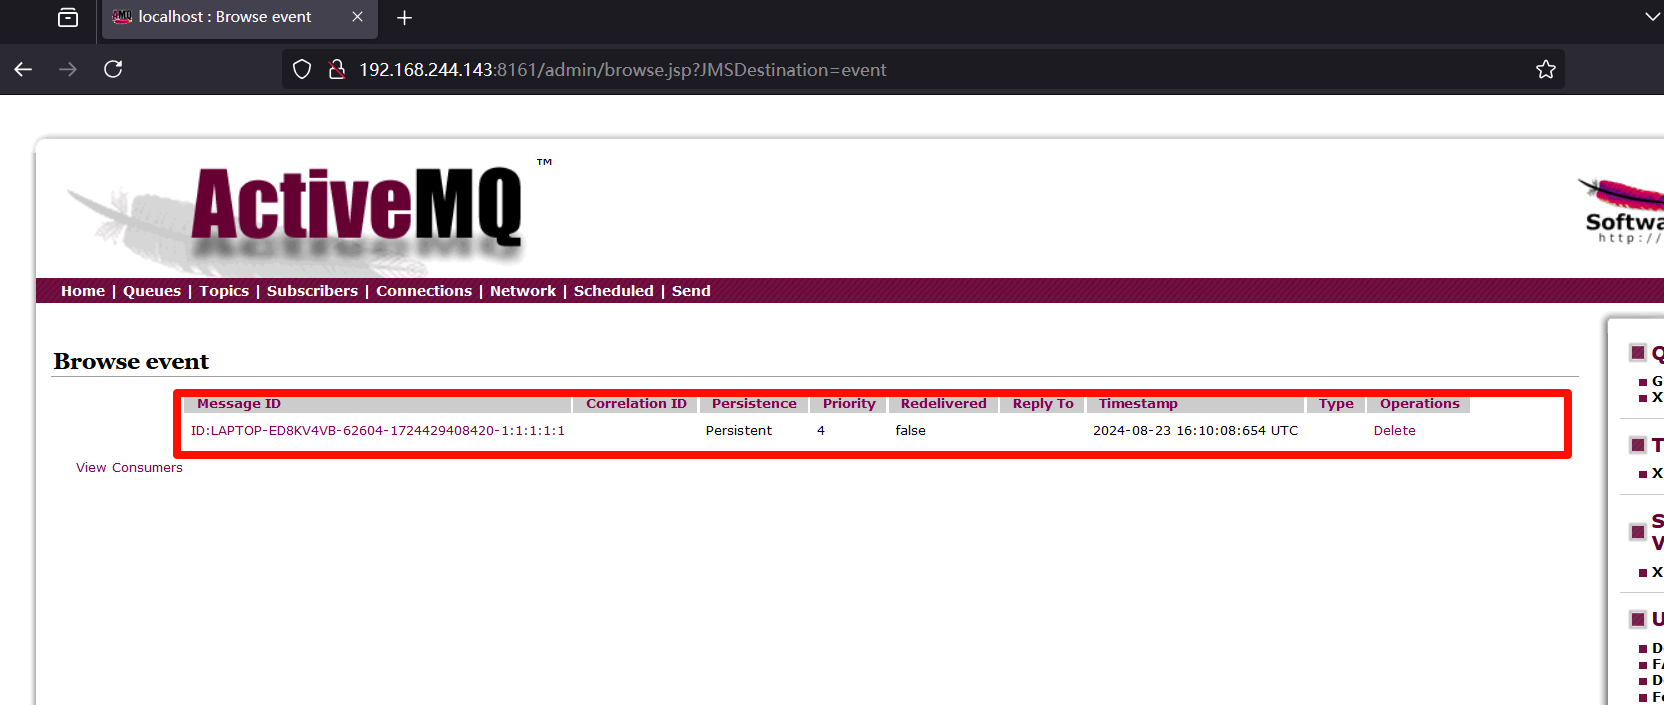 localhost : Browse event
192.168.244.143:8161/admin/browse.jsp?JMSDestination=event
ActiveMQ ™
http://
Home | Queues | Topics | Subscribers | Connections | Network | Scheduled | Send
Browse event
Message ID Correlation ID Persistence Priority Redelivered Reply To Timestamp Type Operations
ID:LAPTOP-ED8KV4VB-62604-1724429408420-1:1:1:1:1 Persistent 4 false 2024-08-23 16:10:08:654 UTC Delete
View Consumers